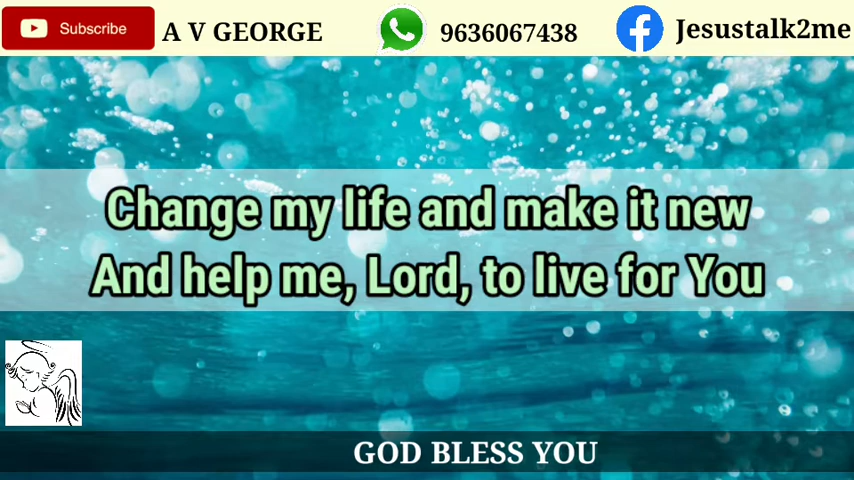 Subscribe A V GEORGE 9636067438 Jesustalk2me
Change my life and make it new
And help me, Lord, to live for You
GOD BLESS YOU